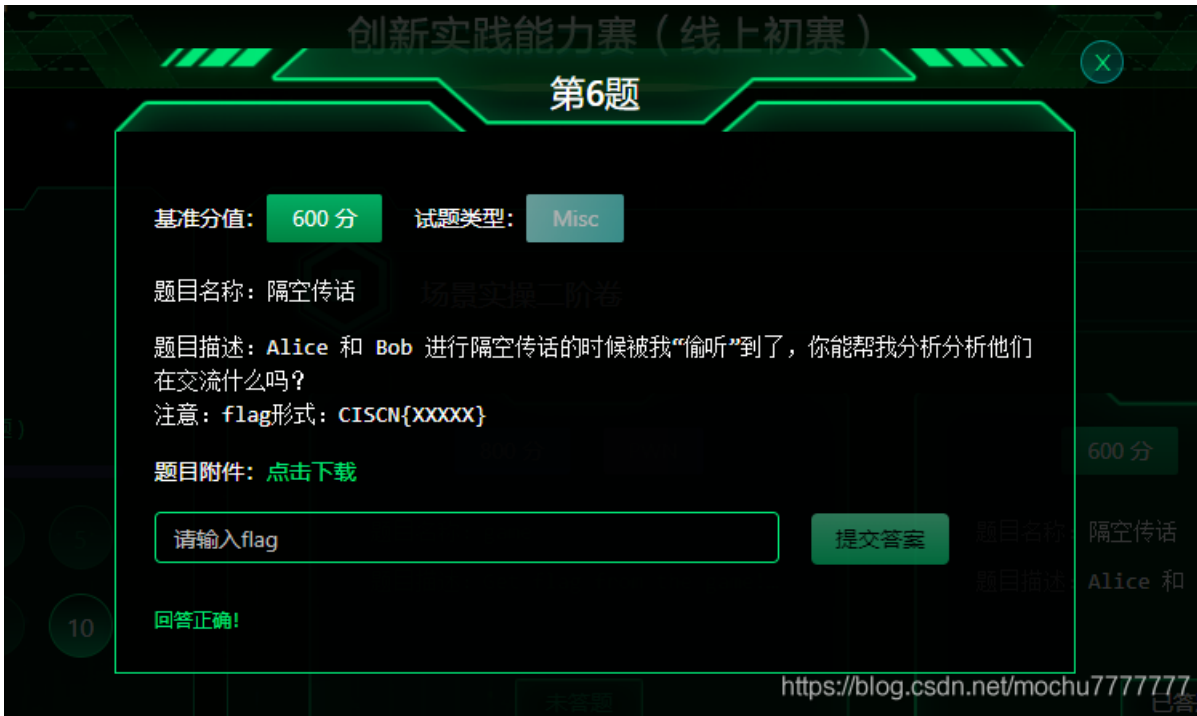 创新实践能力赛（线上初赛）
X
第6题
基准分值： 600 分 试题类型： Misc
场景实操二阶卷
题目名称：隔空传话
题目描述：Alice 和 Bob 进行隔空传话的时候被我“偷听”到了，你能帮我分析分析他们
在交流什么吗？
注意：flag形式：CISCN{XXXXX}
600 分
题目附件：点击下载
5
请输入flag 提交答案
题目名称：隔空传话
题目描述：Alice 和
回答正确!
10
未答题
https://blog.csdn.net/mochu7777777
已答